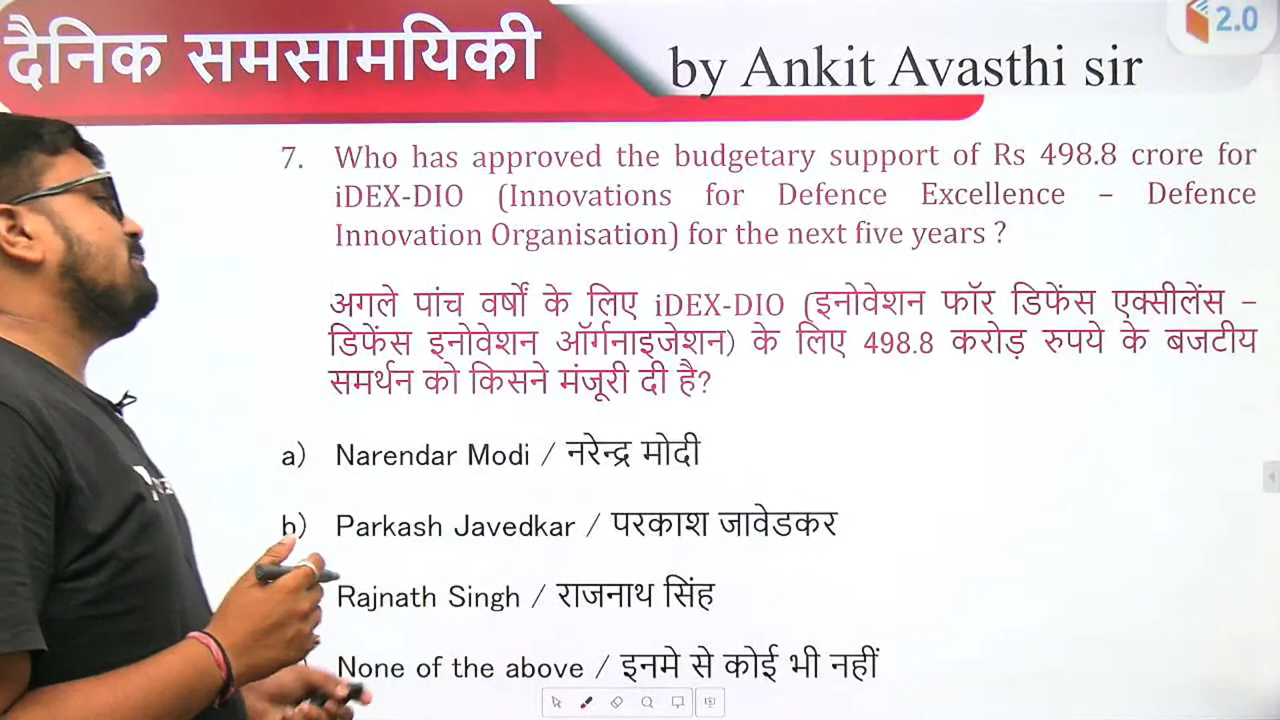 दैनिक समसामयिकी
by Ankit Avasthi sir
2.0
7. Who has approved the budgetary support of Rs 498.8 crore for
iDEX-DIO (Innovations for Defence Excellence – Defence
Innovation Organisation) for the next five years ?
अगले पांच वर्षों के लिए iDEX-DIO (इनोवेशन फॉर डिफेंस एक्सीलेंस –
डिफेंस इनोवेशन ऑर्गनाइजेशन) के लिए 498.8 करोड़ रुपये के बजटीय
समर्थन को किसने मंजूरी दी है?
a) Narendar Modi / नरेन्द्र मोदी
b) Parkash Javedkar / परकाश जावेडकर
Rajnath Singh / राजनाथ सिंह
None of the above / इनमे से कोई भी नहीं